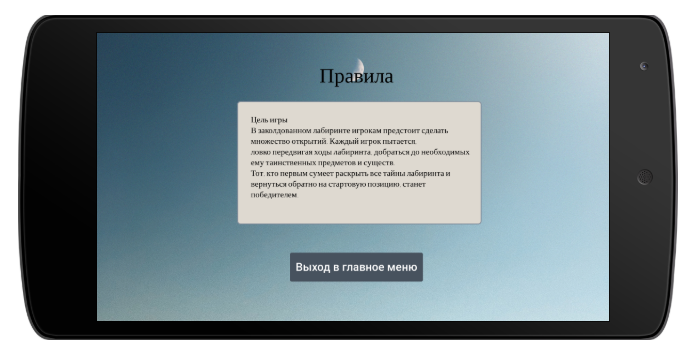 Правила
Цель игры
В заколдованном лабиринте игрокам предстоит сделать
множество открытий. Каждый игрок пытается,
ловко передвигая ходы лабиринта, добраться до необходимых
ему таинственных предметов и существ.
Тот, кто первым сумеет раскрыть все тайны лабиринта и
вернуться обратно на стартовую позицию, станет
победителем.
Выход в главное меню